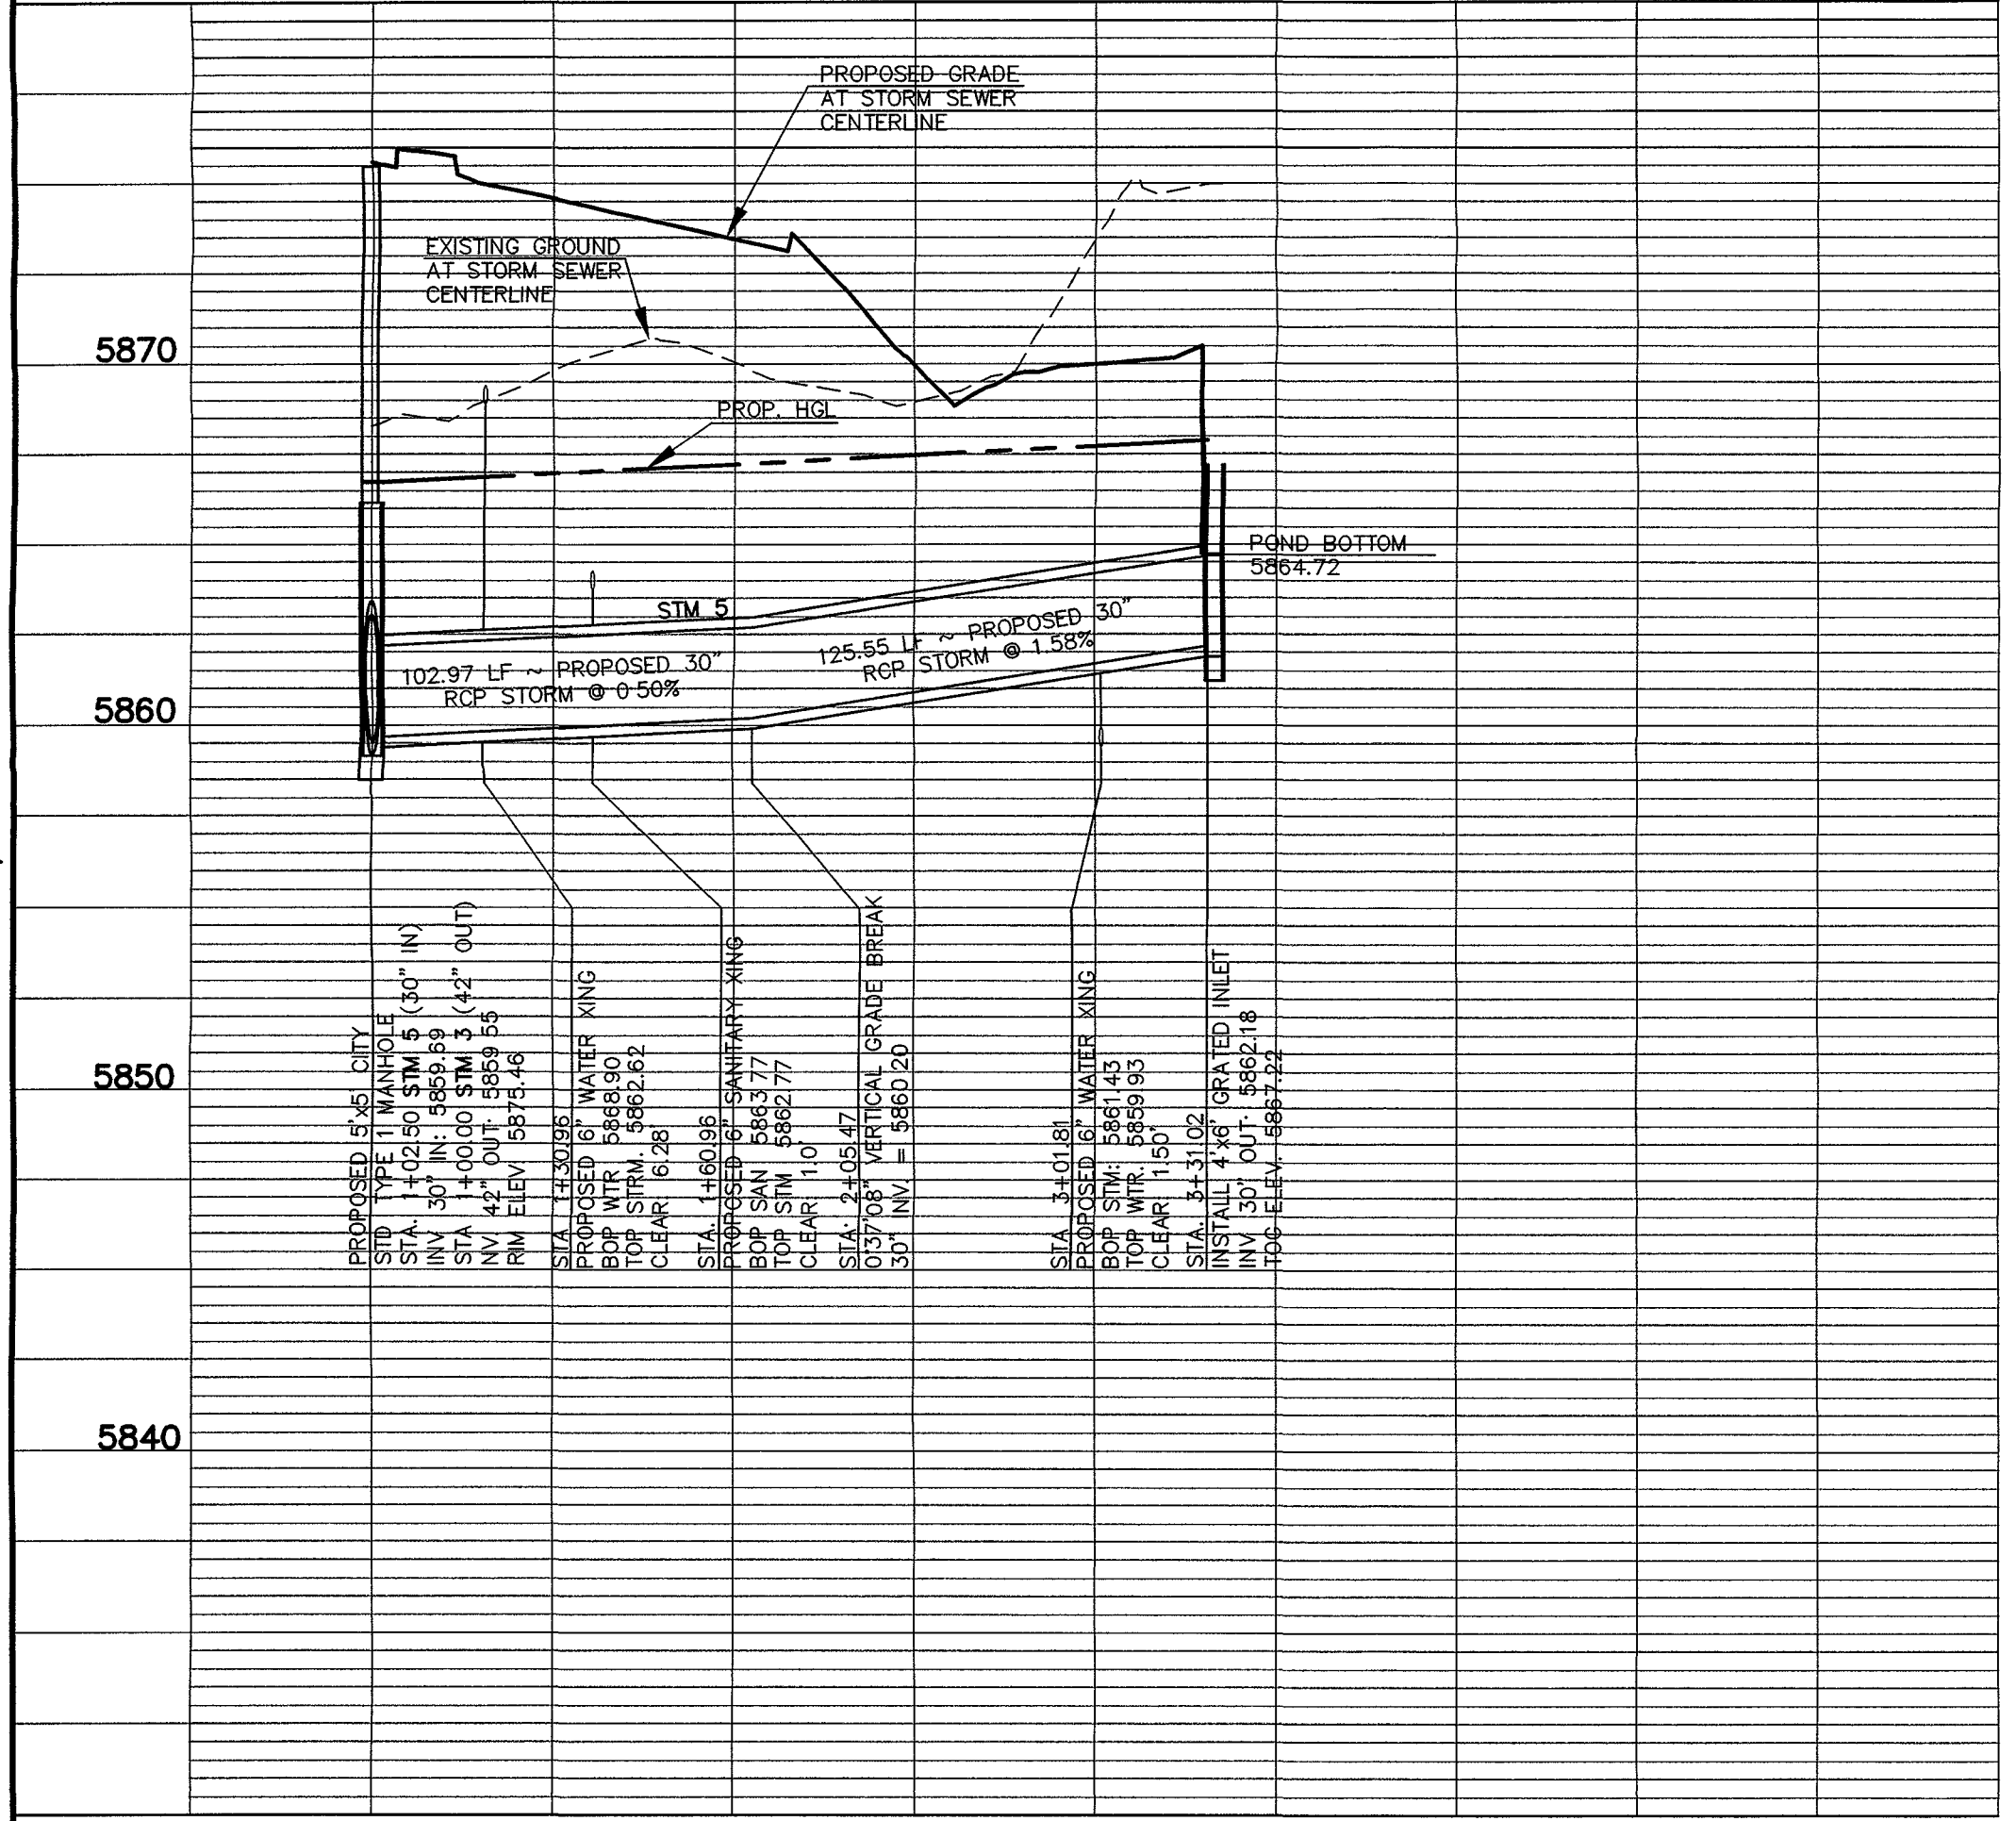 PROPOSED GRADE
AT STORM SEWER
CENTERLINE
EXISTING GROUND
AT STORM SEWER
CENTERLINE
5870
PROP. HGL
POND BOTTOM
5864.72
STM 5
102.97 LF ~ PROPOSED 30"
RCP STORM @ 0 50%
125.55 LF ~ PROPOSED 30"
RCP STORM @ 1.58%
5860
5850
5840
PROPOSED 5'x5' CITY
STD TYPE 1 MANHOLE
STA. 1+02.50 STM 5 (30" IN)
INV 30" IN: 5859.69
STA 1+00.00 STM 3 (42" OUT)
NV. 42" OUT: 5859 55
RIM ELEV: 5875.46
STA 1+30.96
PROPOSED 6" WATER XING
BOP WTR 5868.90
TOP STRM. 5862.62
CLEAR: 6.28'
STA. 1+60.96
PROPOSED 6" SANITARY XING
BOP SAN 5863.77
TOP STM 5862.77
CLEAR: 1.0'
STA: 2+05.47
0°37'08" VERTICAL GRADE BREAK
30" INV. = 5860 20
STA 3+01.81
PROPOSED 6" WATER XING
BOP STM: 5861.43
TOP WTR. 5859.93
CLEAR: 1.50'
STA. 3+31.02
INSTALL 4'x6' GRATED INLET
INV 30" OUT: 5862.18
TOG ELEV. 5867.22